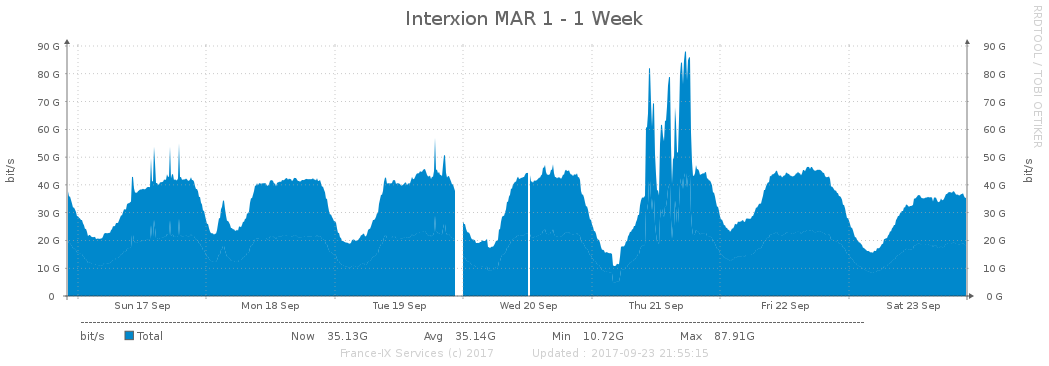 Interxion MAR 1 - 1 Week
RRDTOOL / TOBI OETIKER
bit/s
90 G
80 G
70 G
60 G
50 G
40 G
30 G
20 G
10 G
0
90 G
80 G
70 G
60 G
50 G
40 G
30 G
20 G
10 G
0 G
bit/s
Sun 17 Sep Mon 18 Sep Tue 19 Sep Wed 20 Sep Thu 21 Sep Fri 22 Sep Sat 23 Sep
bit/s Total Now 35.13G Avg 35.14G Min 10.72G Max 87.91G
France-IX Services (c) 2017 Updated : 2017-09-23 21:55:15